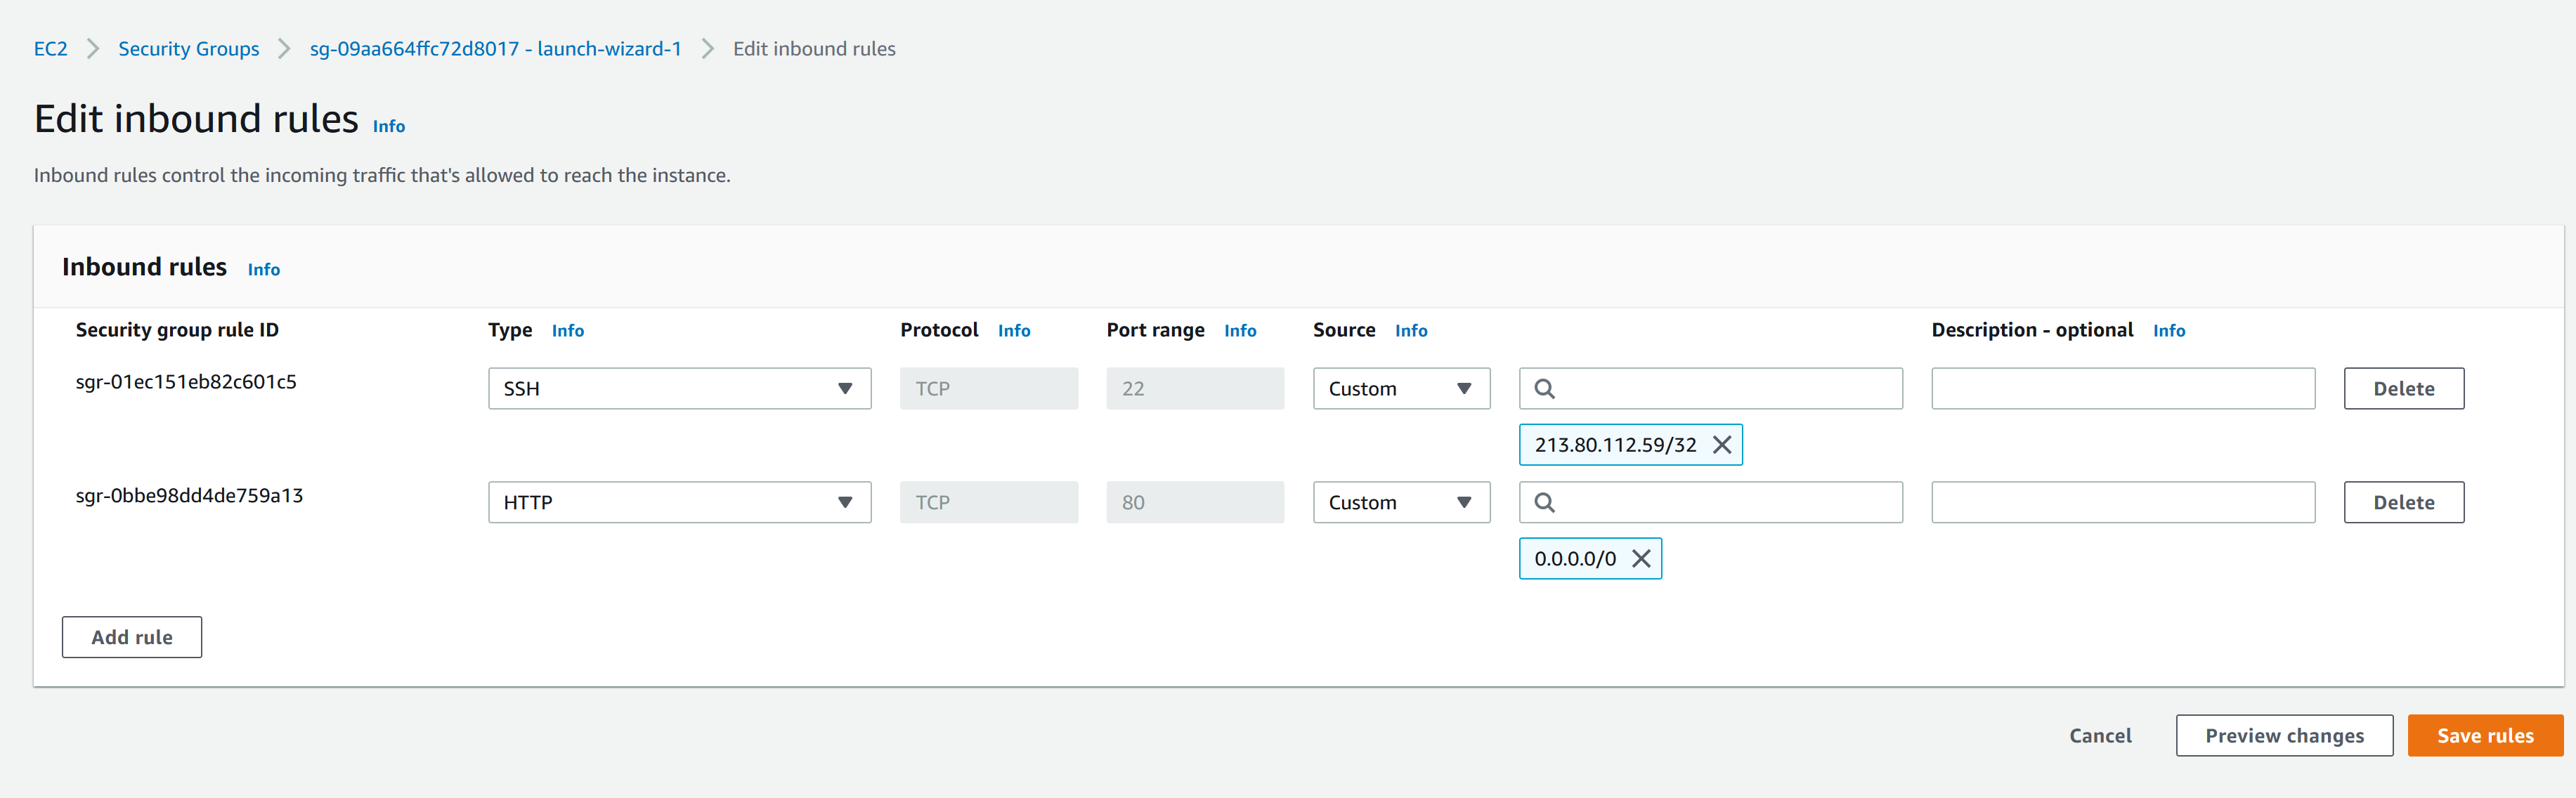 EC2 > Security Groups > sg-09aa664ffc72d8017 - launch-wizard-1 > Edit inbound rules
Edit inbound rules Info
Inbound rules control the incoming traffic that's allowed to reach the instance.
Inbound rules Info
Security group rule ID Type Info Protocol Info Port range Info Source Info Description - optional Info
sgr-01ec151eb82c601c5 SSH TCP 22 Custom Delete
213.80.112.59/32
sgr-0bbe98dd4de759a13 HTTP TCP 80 Custom Delete
0.0.0.0/0
Add rule
Cancel Preview changes Save rules